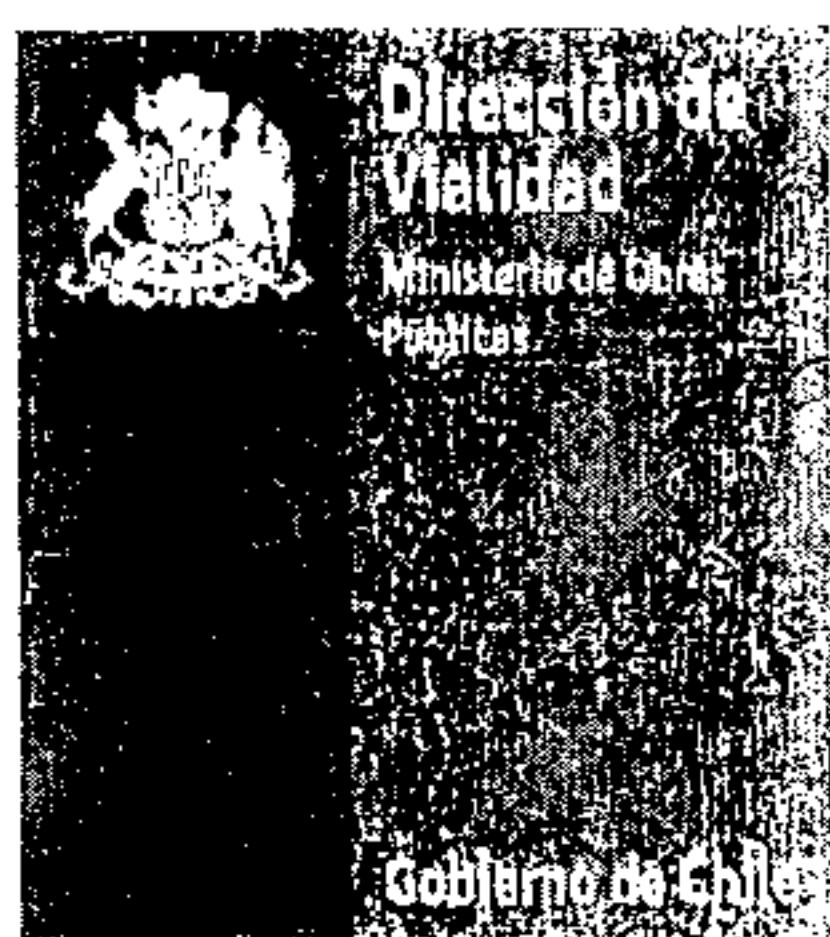 Dirección de
Vialidad
Ministerio de Obras
Públicas
Gobierno de Chile